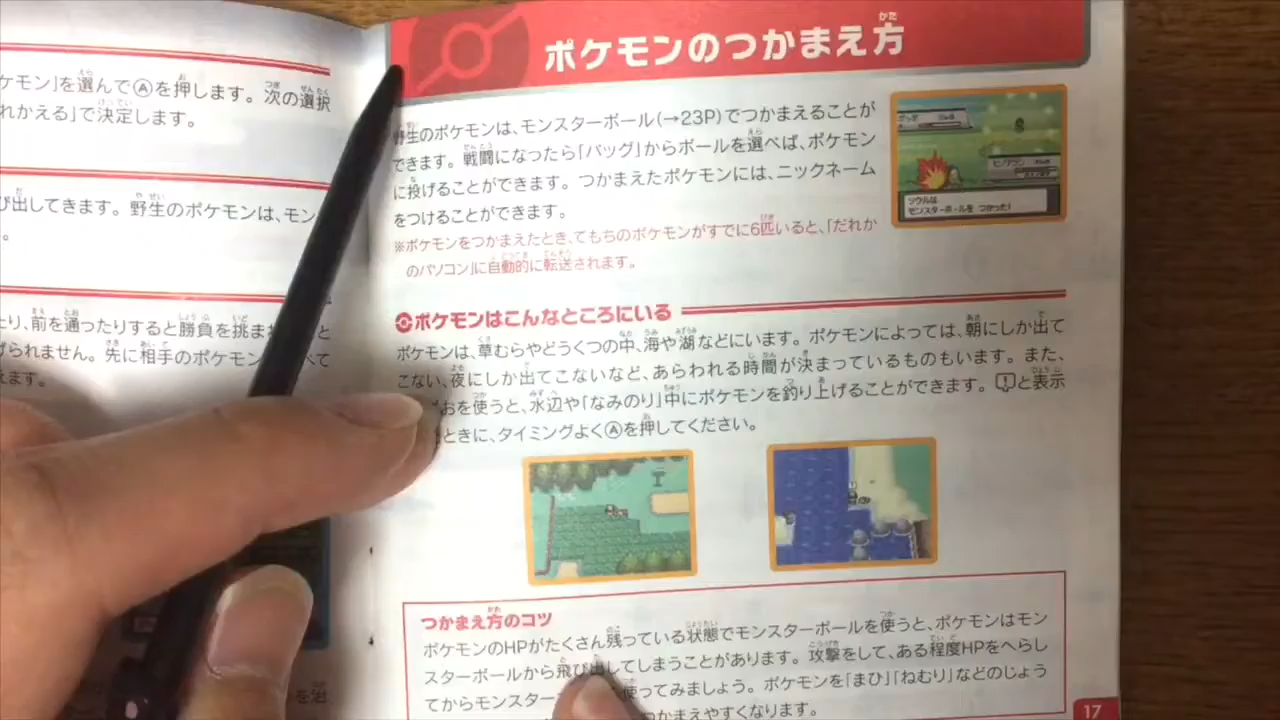 ケモン」を選んでⒶを押します。次の選択
れかえる」で決定します。
び出してきます。野生のポケモンは、モン
。
たり、前を通ったりすると勝負を挑ま
げられません。先に相手のポケモン
えます。
を治
ポケモンのつかまえ方
野生のポケモンは、モンスターボール(→23P)でつかまえることが
できます。戦闘になったら「バッグ」からボールを選べば、ポケモン
に投げることができます。つかまえたポケモンには、ニックネーム
をつけることができます。
※ポケモンをつかまえたとき、てもちのポケモンがすでに6匹いると、「だれか
のパソコン」に自動的に転送されます。
ソウルは
モンスターボールを つかった!
ポケモンはこんなところにいる
ポケモンは、草むらやどうくつの中、海や湖などにいます。ポケモンによっては、朝にしか出て
こない、夜にしか出てこないなど、あらわれる時間が決まっているものもいます。また、
おを使うと、水辺や「なみのり」中にポケモンを釣り上げることができます。!と表示
ときに、タイミングよくⒶを押してください。
つかまえ方のコツ
ポケモンのHPがたくさん残っている状態でモンスターボールを使うと、ポケモンはモン
スターボールから飛び出してしまうことがあります。攻撃をして、ある程度HPをへらし
てからモンスター 使ってみましょう。ポケモンを「まひ」「ねむり」などのじょう
つかまえやすくなります。
17